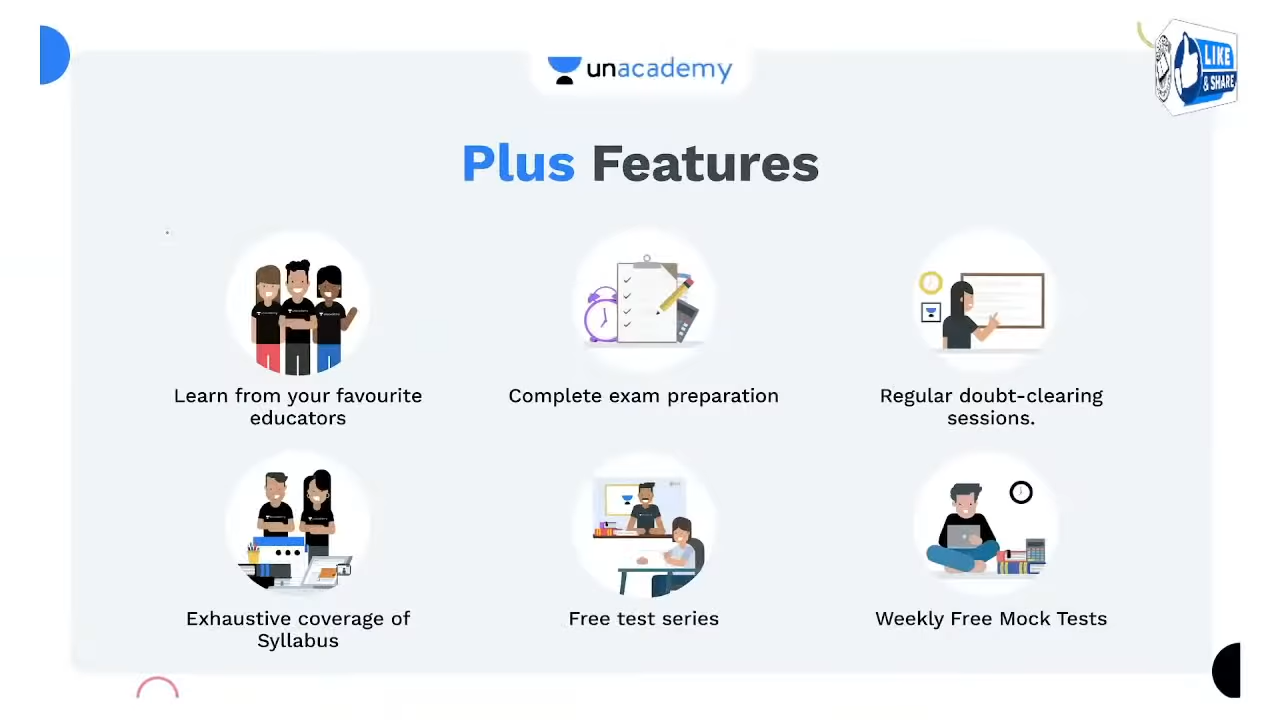 unacademy
LIKE
& SHARE
Plus Features
Learn from your favourite
educators
Complete exam preparation
Regular doubt-clearing
sessions.
Exhaustive coverage of
Syllabus
Free test series
Weekly Free Mock Tests